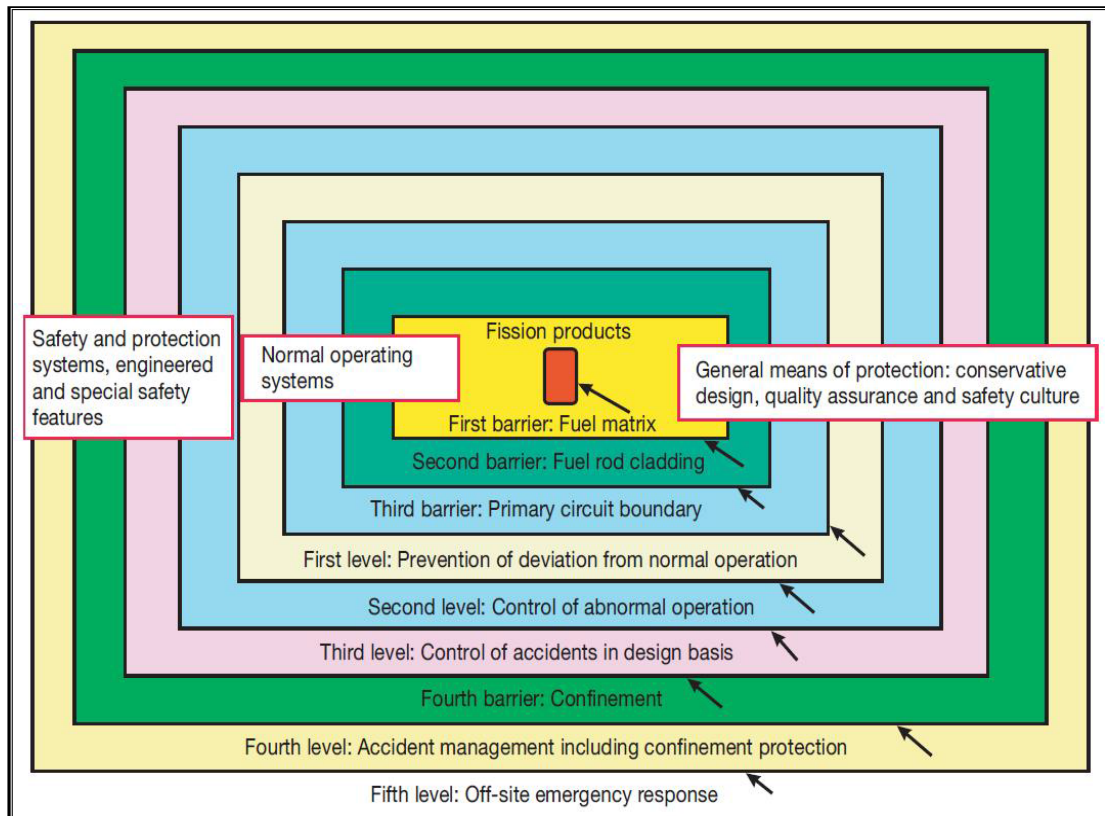 Safety and protection
systems, engineered
and special safety
features
Normal operating
systems
Fission products
General means of protection: conservative
design, quality assurance and safety culture
First barrier: Fuel matrix
Second barrier: Fuel rod cladding
Third barrier: Primary circuit boundary
First level: Prevention of deviation from normal operation
Second level: Control of abnormal operation
Third level: Control of accidents in design basis
Fourth barrier: Confinement
Fourth level: Accident management including confinement protection
Fifth level: Off-site emergency response